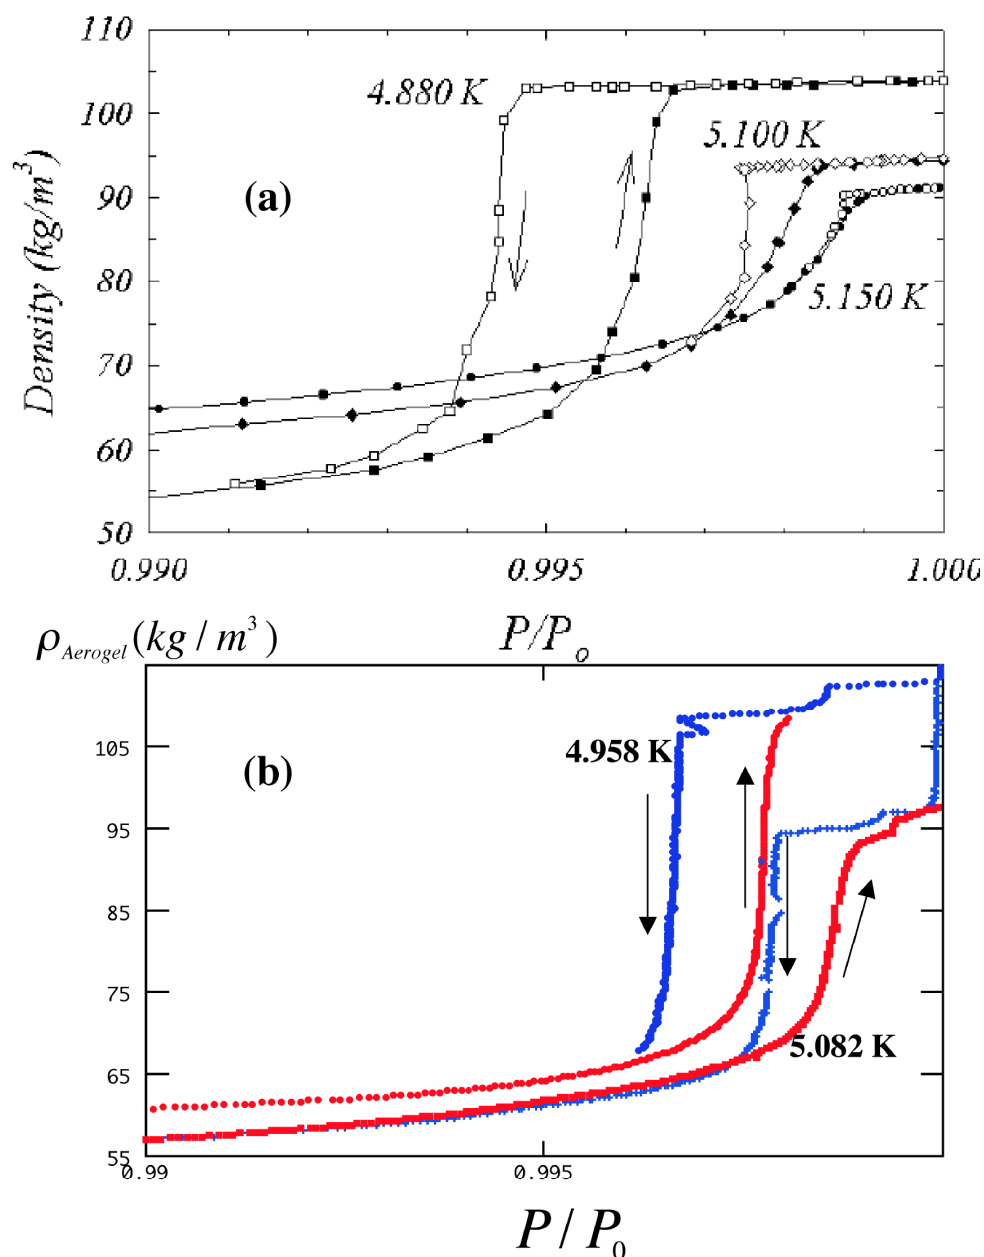 110
100
90
80
70
60
50
Density (kg/m³)
(a)
4.880 K
5.100 K
5.150 K
0.990 0.995 1.000
P/Pₒ
ρ_Aerogel (kg / m³)
105
95
85
75
65
55
(b)
4.958 K
5.082 K
0.99 0.995
P / P₀